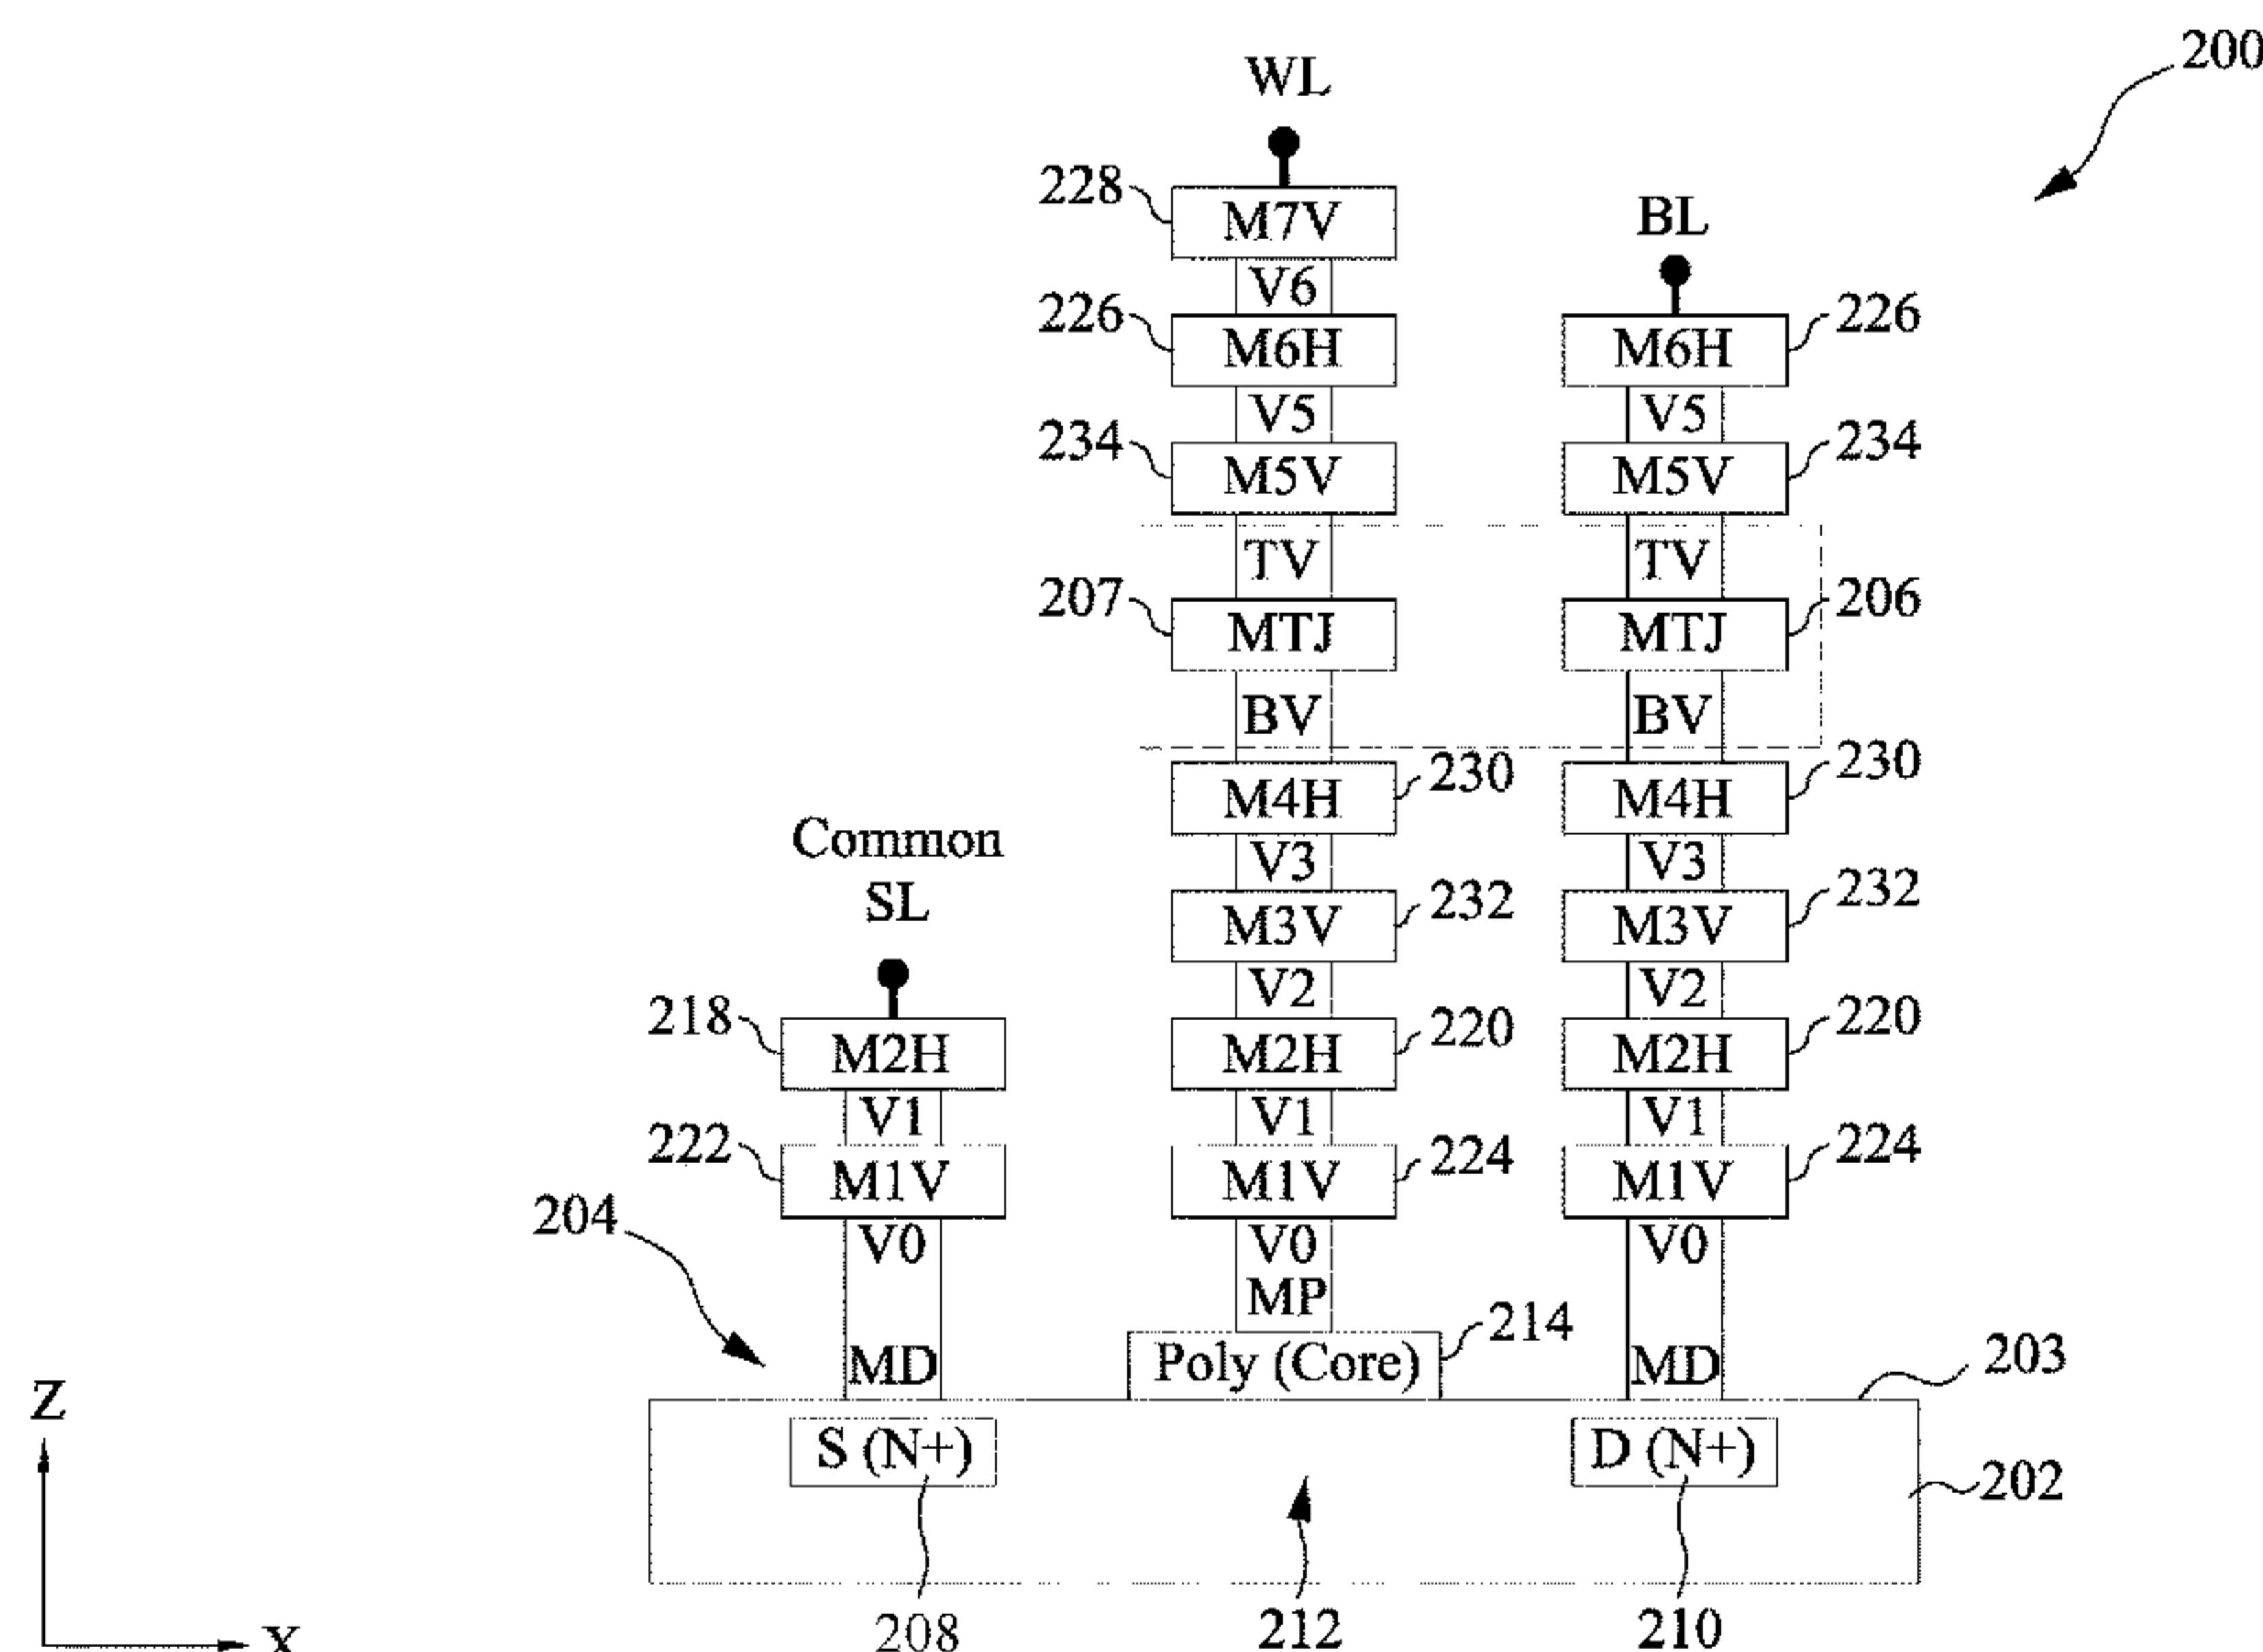 200
WL
228
M7V
BL
V6
226
M6H
M6H
226
V5
V5
234
M5V
M5V
234
TV
TV
207
MTJ
MTJ
206
BV
BV
M4H
230
M4H
230
Common
SL
V3
V3
M3V
232
M3V
232
V2
V2
218
M2H
M2H
220
M2H
220
V1
V1
V1
222
M1V
M1V
224
M1V
224
204
V0
V0
V0
MP
214
MD
Poly (Core)
MD
203
Z
S (N+)
D (N+)
202
X
208
212
210